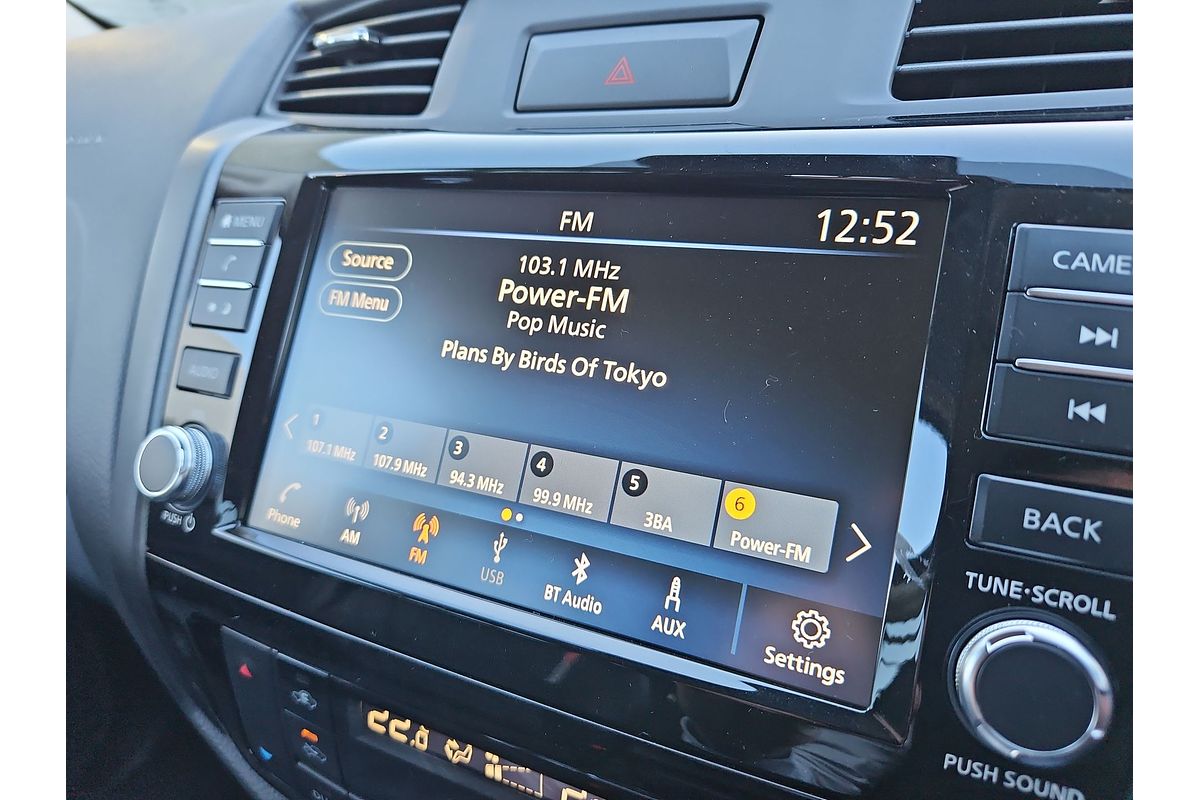 MENU
AUDIO
PUSH
FM
12:52
Source
FM Menu
103.1 MHz
Power-FM
Pop Music
Plans By Birds Of Tokyo
1
107.1 MHz
2
107.9 MHz
3
94.3 MHz
4
99.9 MHz
5
3BA
6
Power-FM
Phone
AM
FM
USB
BT Audio
AUX
Settings
CAME
BACK
TUNE·SCROLL
PUSH SOUND
22.0